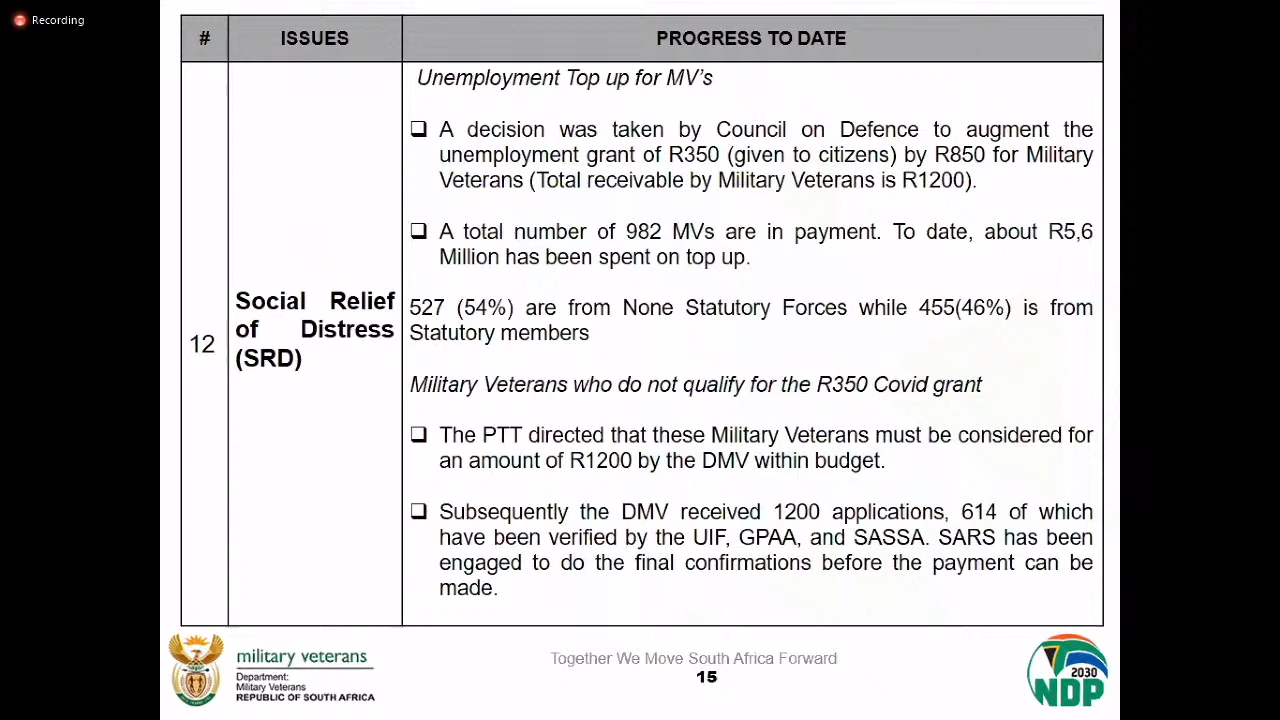 Recording
# ISSUES PROGRESS TO DATE
Unemployment Top up for MV's
❑ A decision was taken by Council on Defence to augment the
unemployment grant of R350 (given to citizens) by R850 for Military
Veterans (Total receivable by Military Veterans is R1200).
❑ A total number of 982 MVs are in payment. To date, about R5,6
Million has been spent on top up.
12
Social Relief
of Distress
(SRD)
527 (54%) are from None Statutory Forces while 455(46%) is from
Statutory members
Military Veterans who do not qualify for the R350 Covid grant
❑ The PTT directed that these Military Veterans must be considered for
an amount of R1200 by the DMV within budget.
❑ Subsequently the DMV received 1200 applications, 614 of which
have been verified by the UIF, GPAA, and SASSA. SARS has been
engaged to do the final confirmations before the payment can be
made.
military veterans
Department:
Military Veterans
REPUBLIC OF SOUTH AFRICA
Together We Move South Africa Forward
15
2030
NDP